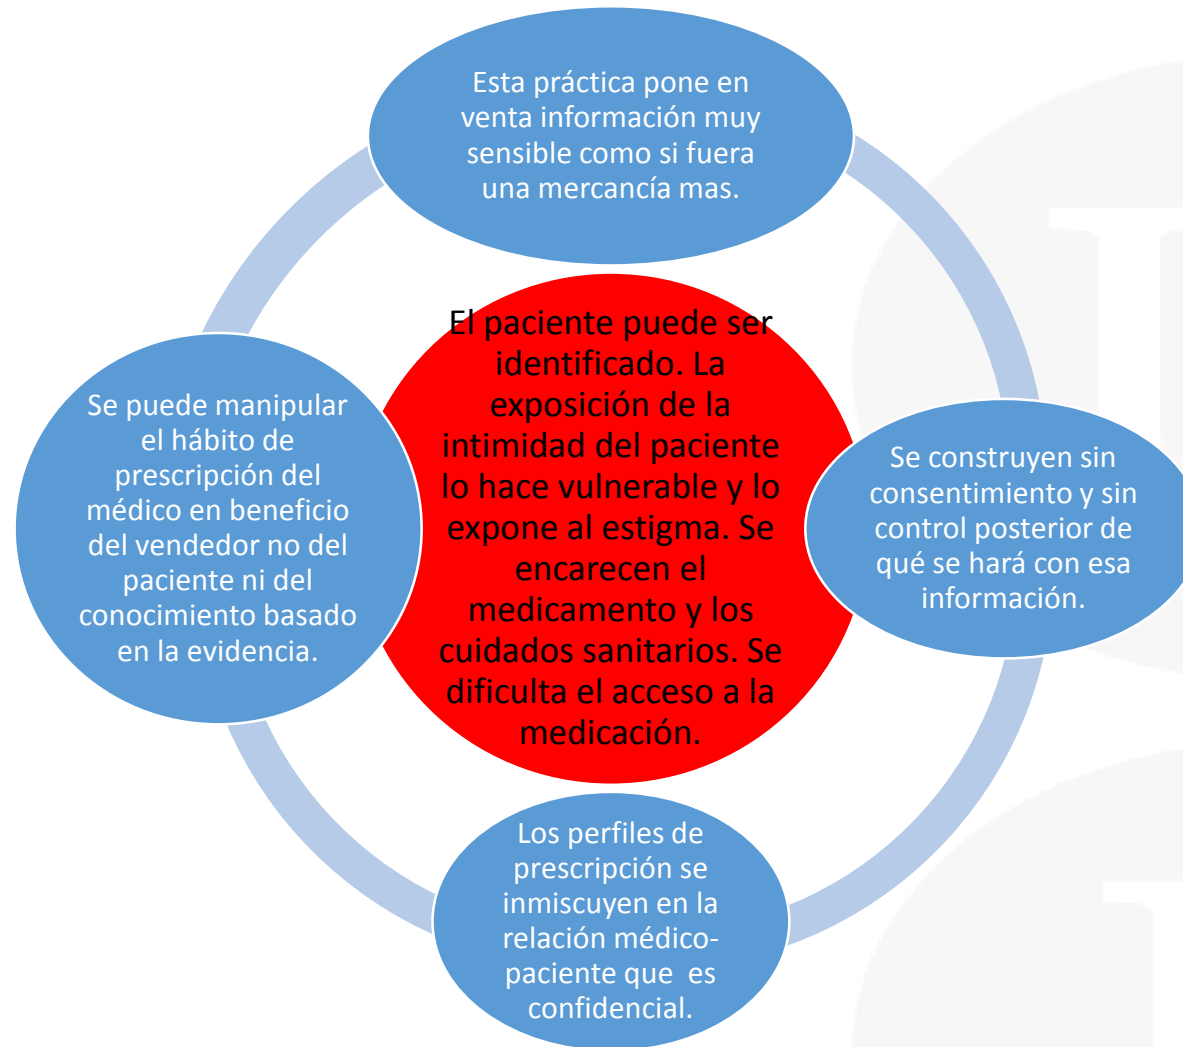 Esta práctica pone en
venta información muy
sensible como si fuera
una mercancía mas.
El paciente puede ser
identificado. La
exposición de la
intimidad del paciente
lo hace vulnerable y lo
expone al estigma. Se
encarecen el
medicamento y los
cuidados sanitarios. Se
dificulta el acceso a la
medicación.
Se puede manipular
el hábito de
prescripción del
médico en beneficio
del vendedor no del
paciente ni del
conocimiento basado
en la evidencia.
Se construyen sin
consentimiento y sin
control posterior de
qué se hará con esa
información.
Los perfiles de
prescripción se
inmiscuyen en la
relación médico-
paciente que  es
confidencial.